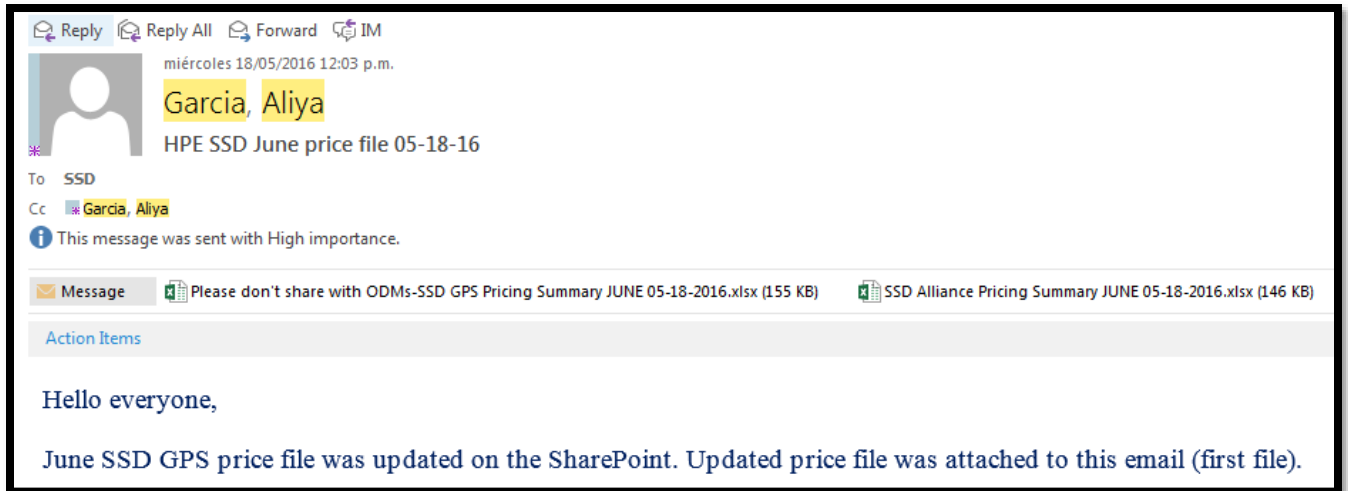 Reply Reply All Forward IM
miércoles 18/05/2016 12:03 p.m.
Garcia, Aliya
HPE SSD June price file 05-18-16
To SSD
Cc Garcia, Aliya
This message was sent with High importance.
Message Please don't share with ODMs-SSD GPS Pricing Summary JUNE 05-18-2016.xlsx (155 KB) SSD Alliance Pricing Summary JUNE 05-18-2016.xlsx (146 KB)
Action Items
Hello everyone,
June SSD GPS price file was updated on the SharePoint. Updated price file was attached to this email (first file).